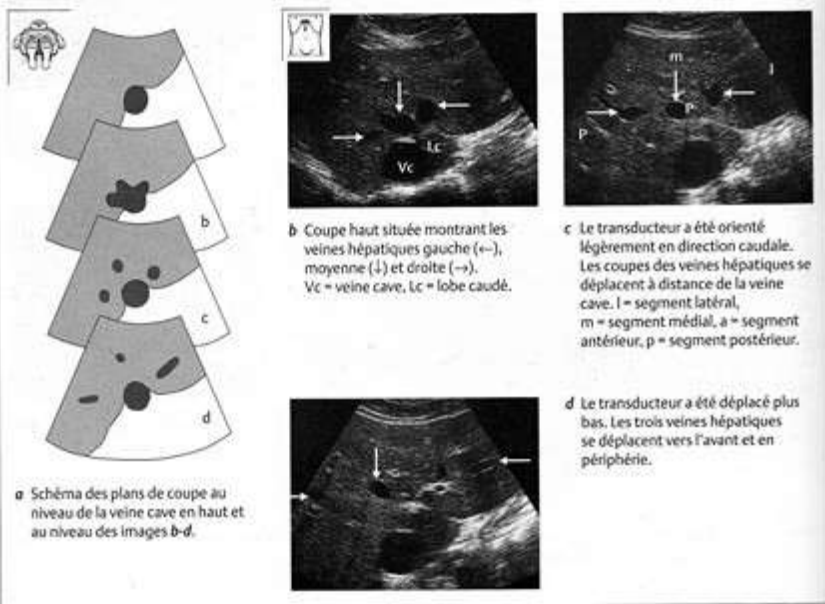 b
c
d
a Schéma des plans de coupe au
niveau de la veine cave en haut et
au niveau des images b-d.
Vc
Lc
b Coupe haut située montrant les
veines hépatiques gauche (←),
moyenne (↓) et droite (→).
Vc = veine cave, Lc = lobe caudé.
m
l
P
P
c Le transducteur a été orienté
légèrement en direction caudale.
Les coupes des veines hépatiques se
déplacent à distance de la veine
cave. l = segment latéral,
m = segment médial, a = segment
antérieur, p = segment postérieur.
d Le transducteur a été déplacé plus
bas. Les trois veines hépatiques
se déplacent vers l'avant et en
périphérie.